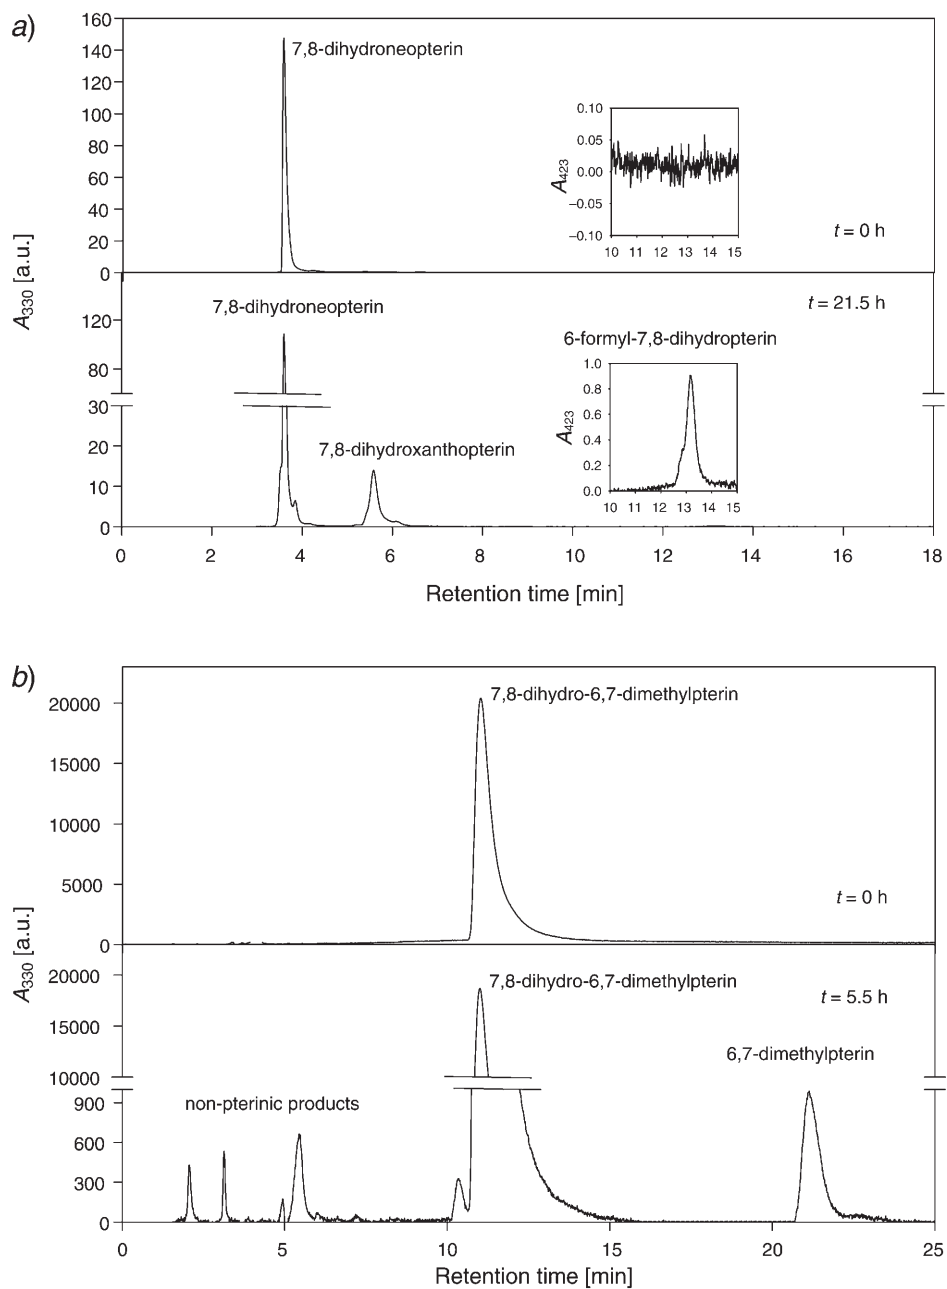 a)
160
140
120
100
80
60
40
20
0
7,8-dihydroneopterin
0.10
0.05
0.00
–0.05
–0.10
A423
10 11 12 13 14 15
t = 0 h
A330 [a.u.]
120
80
30
20
10
0
7,8-dihydroneopterin
t = 21.5 h
6-formyl-7,8-dihydropterin
7,8-dihydroxanthopterin
1.0
0.8
0.6
0.4
0.2
0.0
A423
10 11 12 13 14 15
0 2 4 6 8 10 12 14 16 18
Retention time [min]
b)
20000
15000
10000
5000
0
7,8-dihydro-6,7-dimethylpterin
t = 0 h
A330 [a.u.]
20000
15000
10000
900
600
300
0
7,8-dihydro-6,7-dimethylpterin
t = 5.5 h
6,7-dimethylpterin
non-pterinic products
0 5 10 15 20 25
Retention time [min]